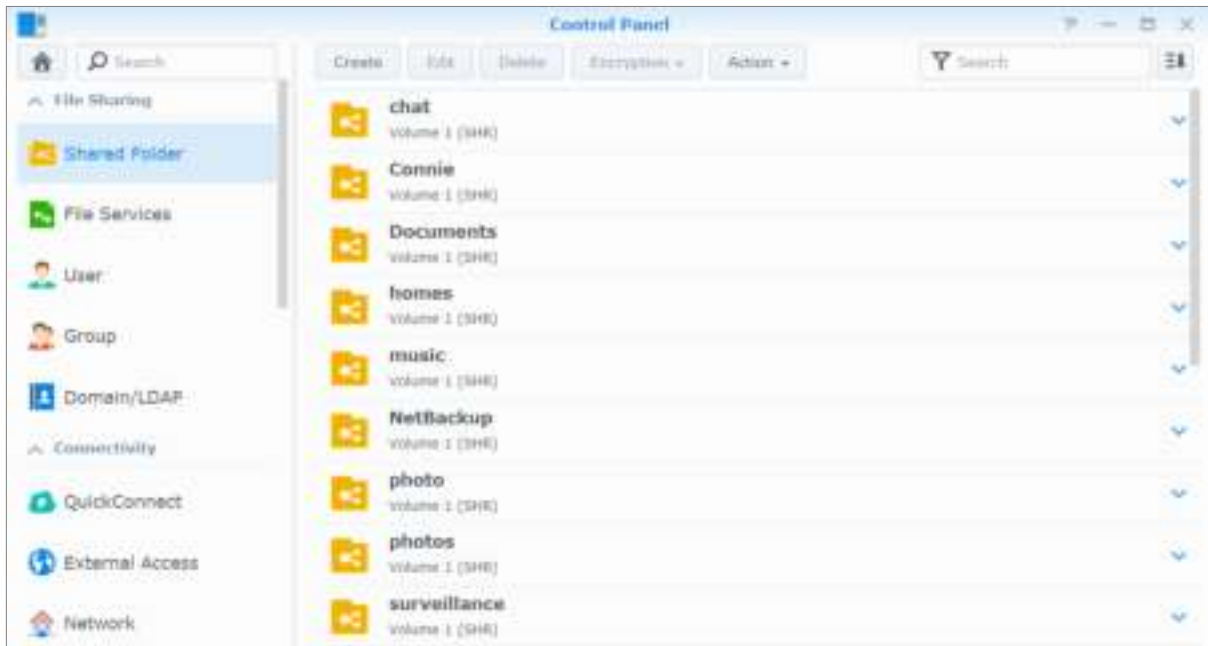 Control Panel
Search
Create Edit Delete Encryption Action Search
File Sharing
Shared Folder
File Services
User
Group
Domain/LDAP
Connectivity
QuickConnect
External Access
Network
chat
Volume 1 (SHR)
Connie
Volume 1 (SHR)
Documents
Volume 1 (SHR)
homes
Volume 1 (SHR)
music
Volume 1 (SHR)
NetBackup
Volume 1 (SHR)
photo
Volume 1 (SHR)
photos
Volume 1 (SHR)
surveillance
Volume 1 (SHR)